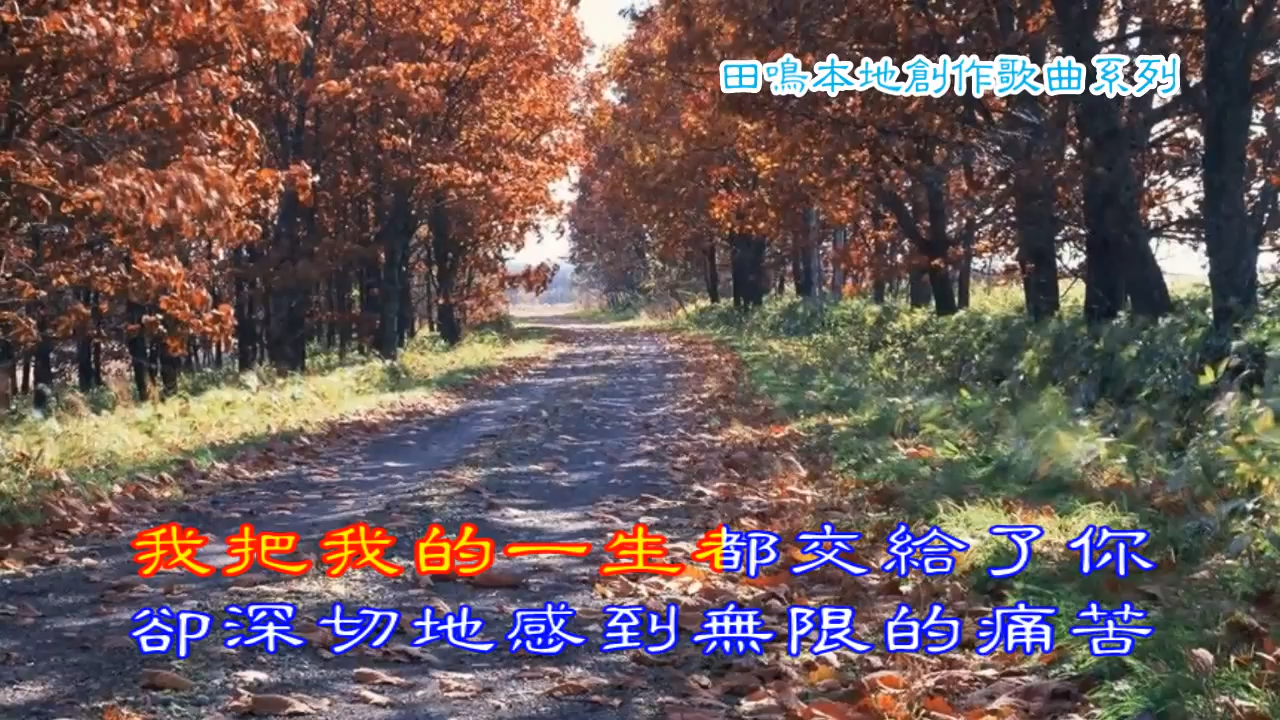 田鳴本地創作歌曲系列
我把我的一生都交給了你
卻深切地感到無限的痛苦